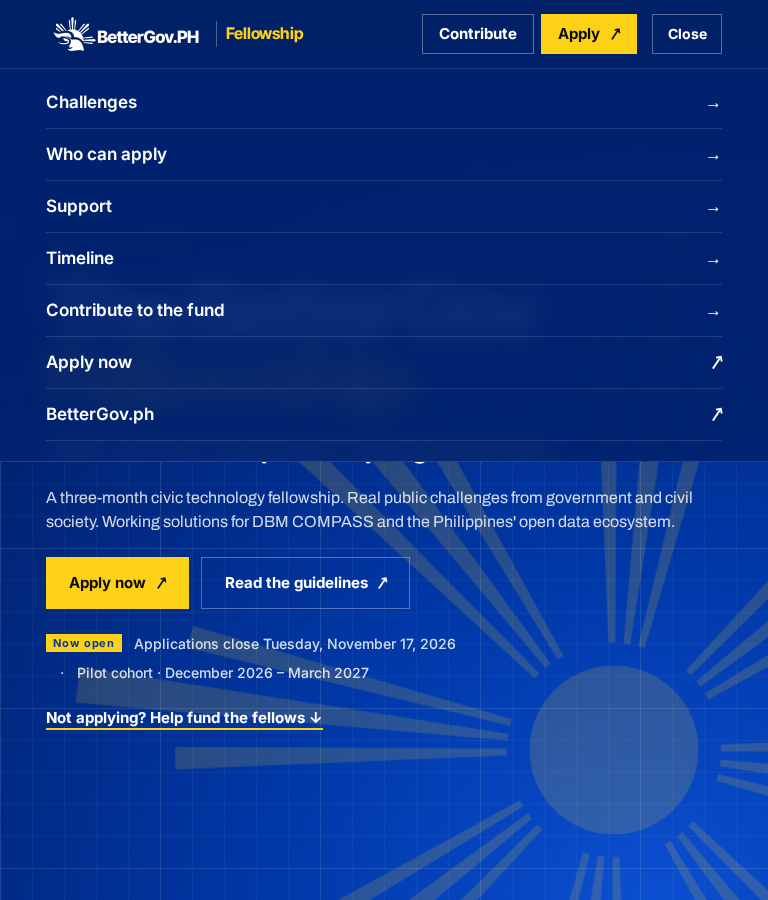 BetterGov.PH
Fellowship
Contribute
Apply ↗
Close
Challenges →
Who can apply →
Support →
Timeline →
Contribute to the fund →
Apply now ↗
BetterGov.ph ↗
A three-month civic technology fellowship. Real public challenges from government and civil
society. Working solutions for DBM COMPASS and the Philippines' open data ecosystem.
Apply now ↗
Read the guidelines ↗
Now open Applications close Tuesday, November 17, 2026
· Pilot cohort · December 2026 – March 2027
Not applying? Help fund the fellows ↓